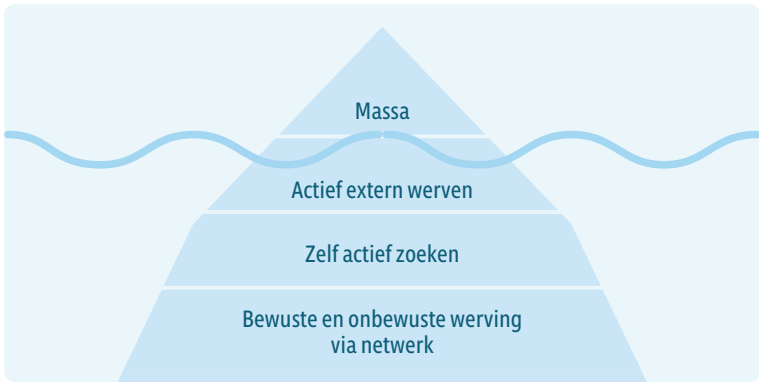 Massa
Actief extern werven
Zelf actief zoeken
Bewuste en onbewuste werving
via netwerk